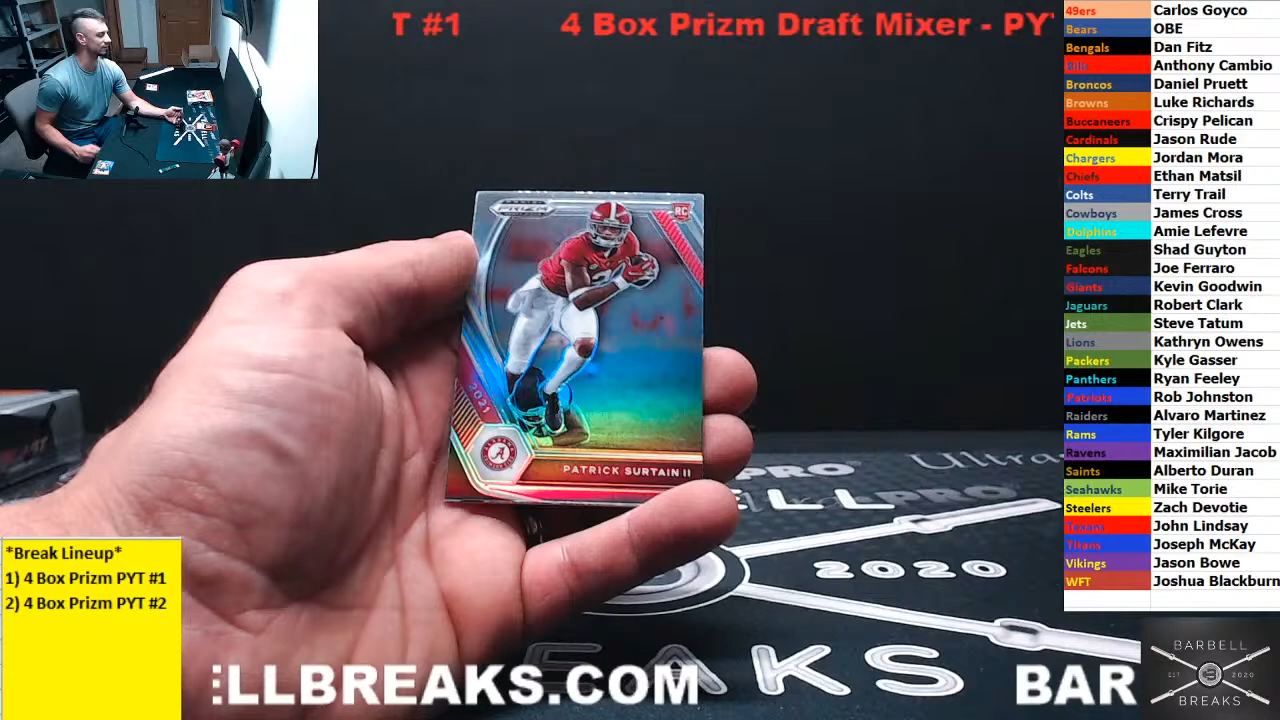 T #1 4 Box Prizm Draft Mixer - PY
49ers Carlos Goyco
Bears OBE
Bengals Dan Fitz
Bills Anthony Cambio
Broncos Daniel Pruett
Browns Luke Richards
Buccaneers Crispy Pelican
Cardinals Jason Rude
Chargers Jordan Mora
Chiefs Ethan Matsil
Colts Terry Trail
Cowboys James Cross
Dolphins Amie Lefevre
Eagles Shad Guyton
Falcons Joe Ferraro
Giants Kevin Goodwin
Jaguars Robert Clark
Jets Steve Tatum
Lions Kathryn Owens
Packers Kyle Gasser
Panthers Ryan Feeley
Patriots Rob Johnston
Raiders Alvaro Martinez
Rams Tyler Kilgore
Ravens Maximilian Jacob
Saints Alberto Duran
Seahawks Mike Torie
Steelers Zach Devotie
Texans John Lindsay
Titans Joseph McKay
Vikings Jason Bowe
WFT Joshua Blackburn
PRIZM
RC
2021
A
PATRICK SURTAIN II
PRO
Ultra
ELLPRO
2020
EAKS
*Break Lineup*
1) 4 Box Prizm PYT #1
2) 4 Box Prizm PYT #2
LLBREAKS.COM BAR
BARBELL
EST 2020
BREAKS